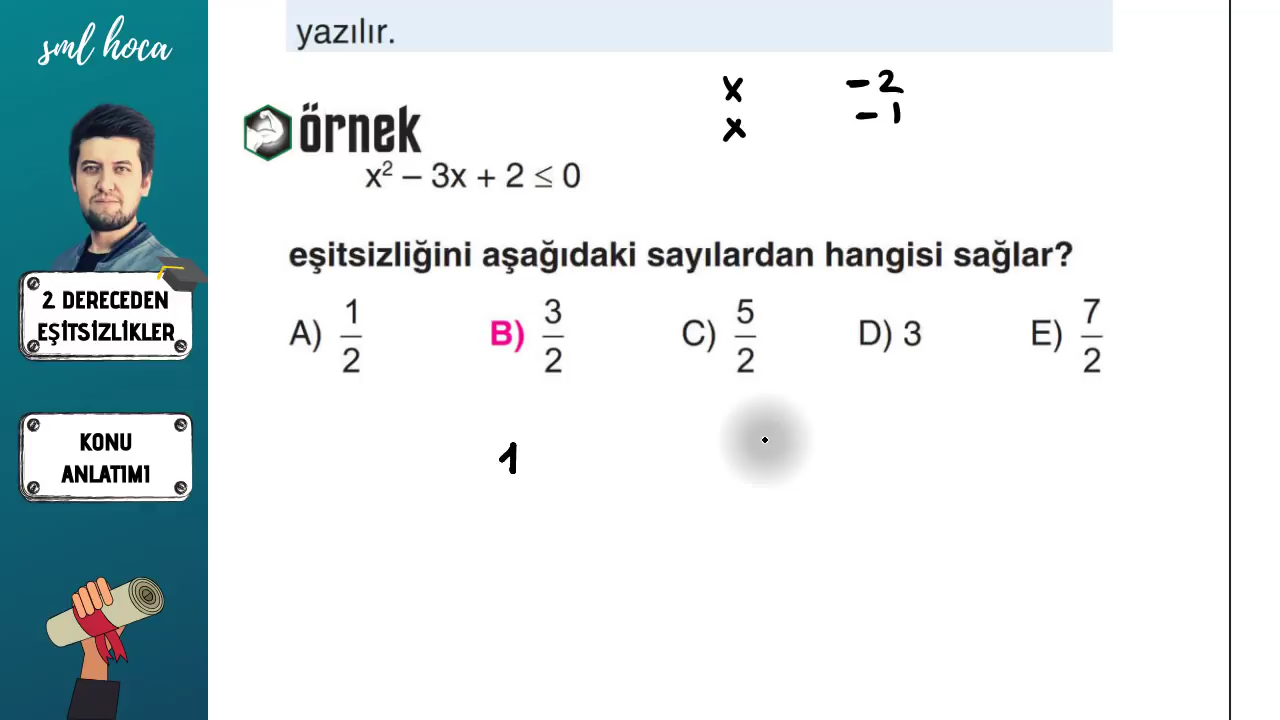 sml hoca
2. DERECEDEN
EŞİTSİZLİKLER
KONU
ANLATIMI
yazılır.
x -2
x -1
örnek
x² – 3x + 2 ≤ 0
eşitsizliğini aşağıdaki sayılardan hangisi sağlar?
A) 1/2 B) 3/2 C) 5/2 D) 3 E) 7/2
1